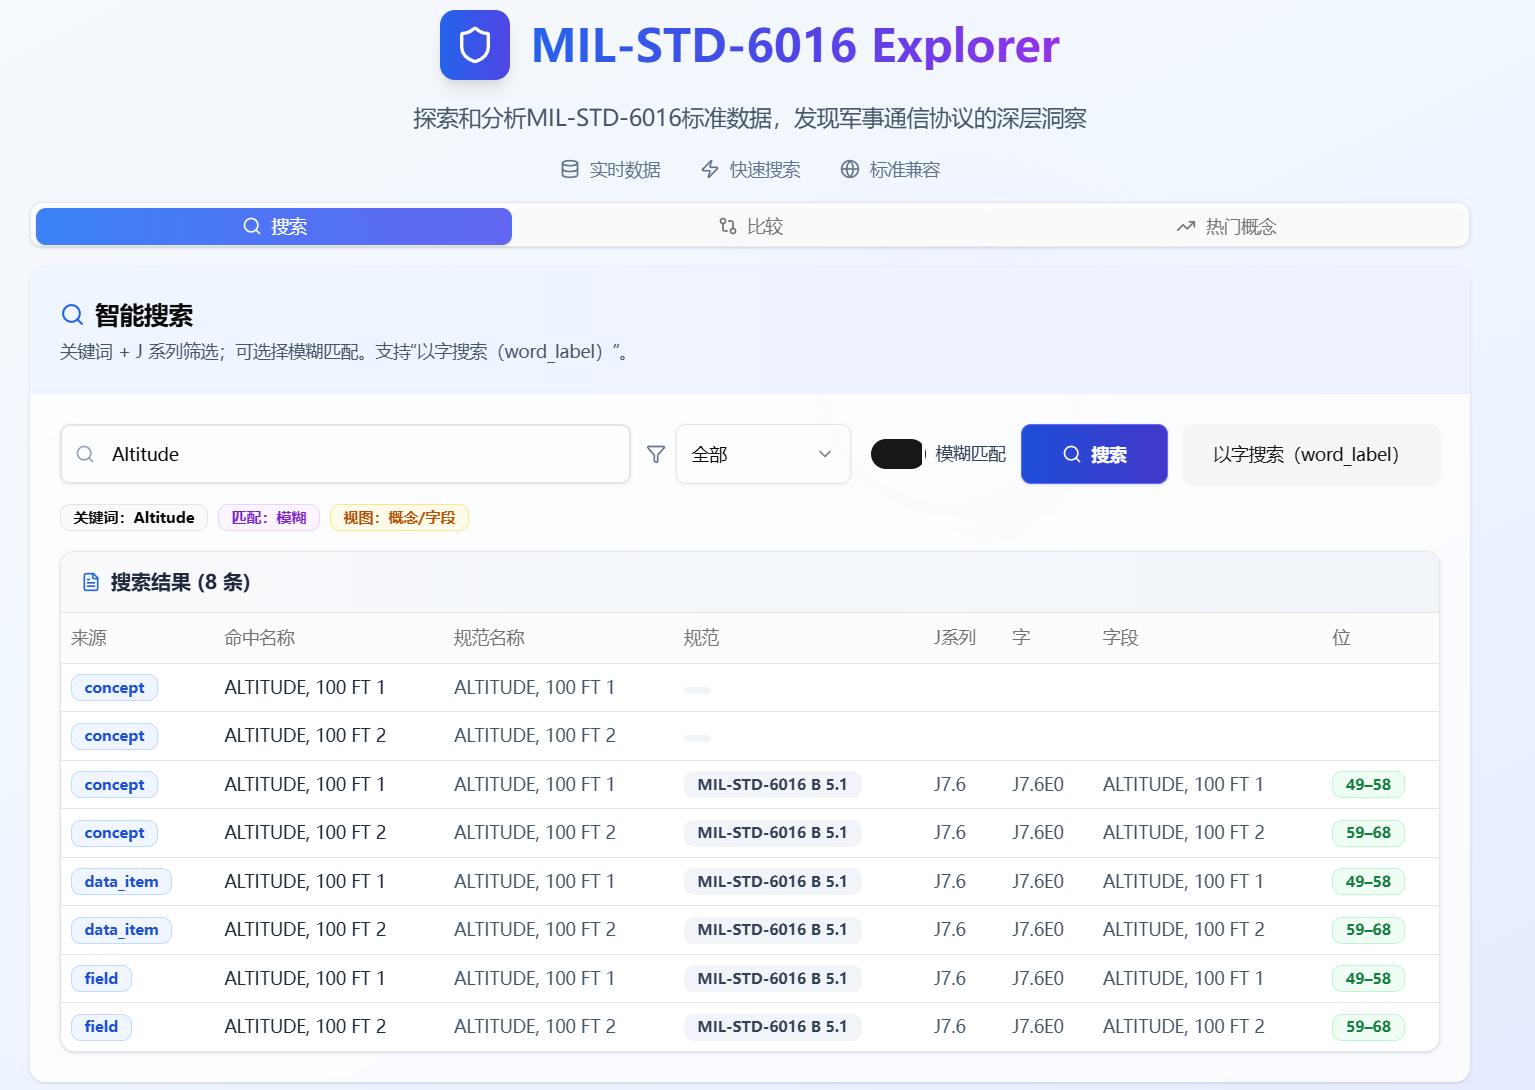 MIL-STD-6016 Explorer
探索和分析MIL-STD-6016标准数据，发现军事通信协议的深层洞察
实时数据 快速搜索 标准兼容
搜索 比较 热门概念
智能搜索
关键词 + J 系列筛选；可选择模糊匹配。支持“以字搜索（word_label）”。
Altitude 全部 模糊匹配 搜索 以字搜索（word_label）
关键词：Altitude 匹配：模糊 视图：概念/字段
搜索结果 (8 条)
来源 命中名称 规范名称 规范 J系列 字 字段 位
concept ALTITUDE, 100 FT 1 ALTITUDE, 100 FT 1
concept ALTITUDE, 100 FT 2 ALTITUDE, 100 FT 2
concept ALTITUDE, 100 FT 1 ALTITUDE, 100 FT 1 MIL-STD-6016 B 5.1 J7.6 J7.6E0 ALTITUDE, 100 FT 1 49–58
concept ALTITUDE, 100 FT 2 ALTITUDE, 100 FT 2 MIL-STD-6016 B 5.1 J7.6 J7.6E0 ALTITUDE, 100 FT 2 59–68
data_item ALTITUDE, 100 FT 1 ALTITUDE, 100 FT 1 MIL-STD-6016 B 5.1 J7.6 J7.6E0 ALTITUDE, 100 FT 1 49–58
data_item ALTITUDE, 100 FT 2 ALTITUDE, 100 FT 2 MIL-STD-6016 B 5.1 J7.6 J7.6E0 ALTITUDE, 100 FT 2 59–68
field ALTITUDE, 100 FT 1 ALTITUDE, 100 FT 1 MIL-STD-6016 B 5.1 J7.6 J7.6E0 ALTITUDE, 100 FT 1 49–58
field ALTITUDE, 100 FT 2 ALTITUDE, 100 FT 2 MIL-STD-6016 B 5.1 J7.6 J7.6E0 ALTITUDE, 100 FT 2 59–68